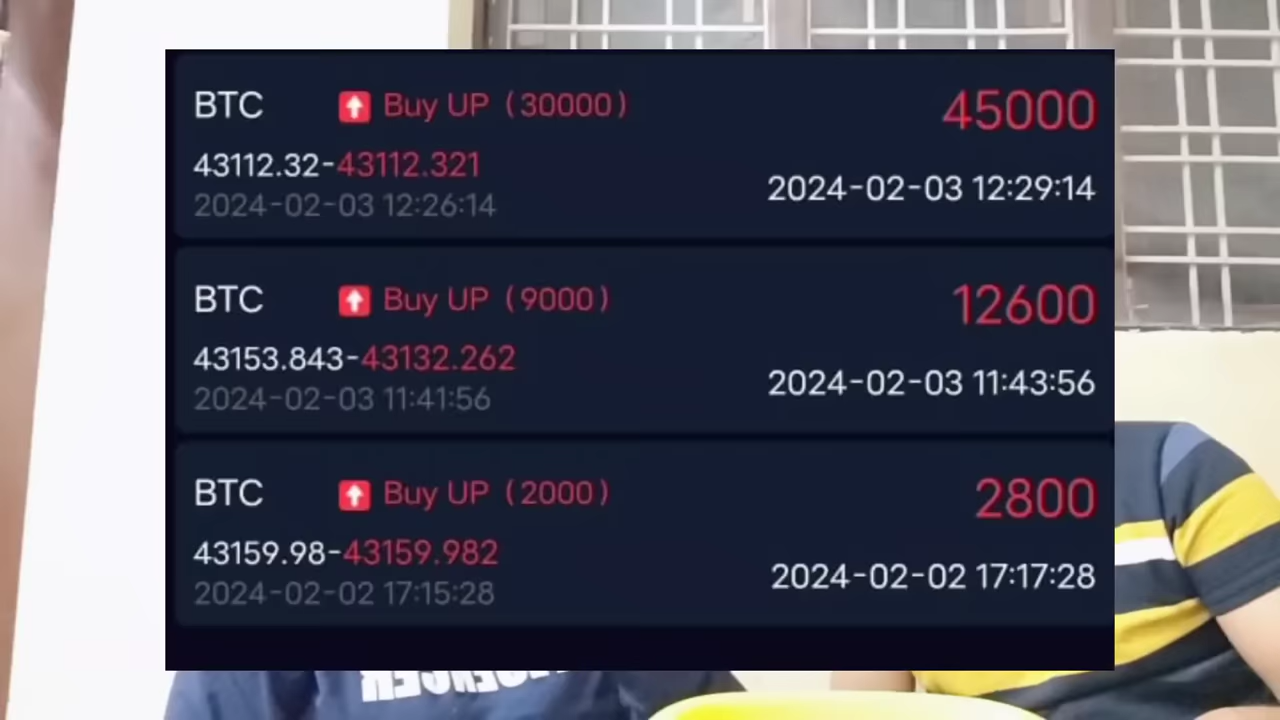 BTC Buy UP (30000) 45000
43112.32-43112.321
2024-02-03 12:26:14 2024-02-03 12:29:14
BTC Buy UP (9000) 12600
43153.843-43132.262
2024-02-03 11:41:56 2024-02-03 11:43:56
BTC Buy UP (2000) 2800
43159.98-43159.982
2024-02-02 17:15:28 2024-02-02 17:17:28